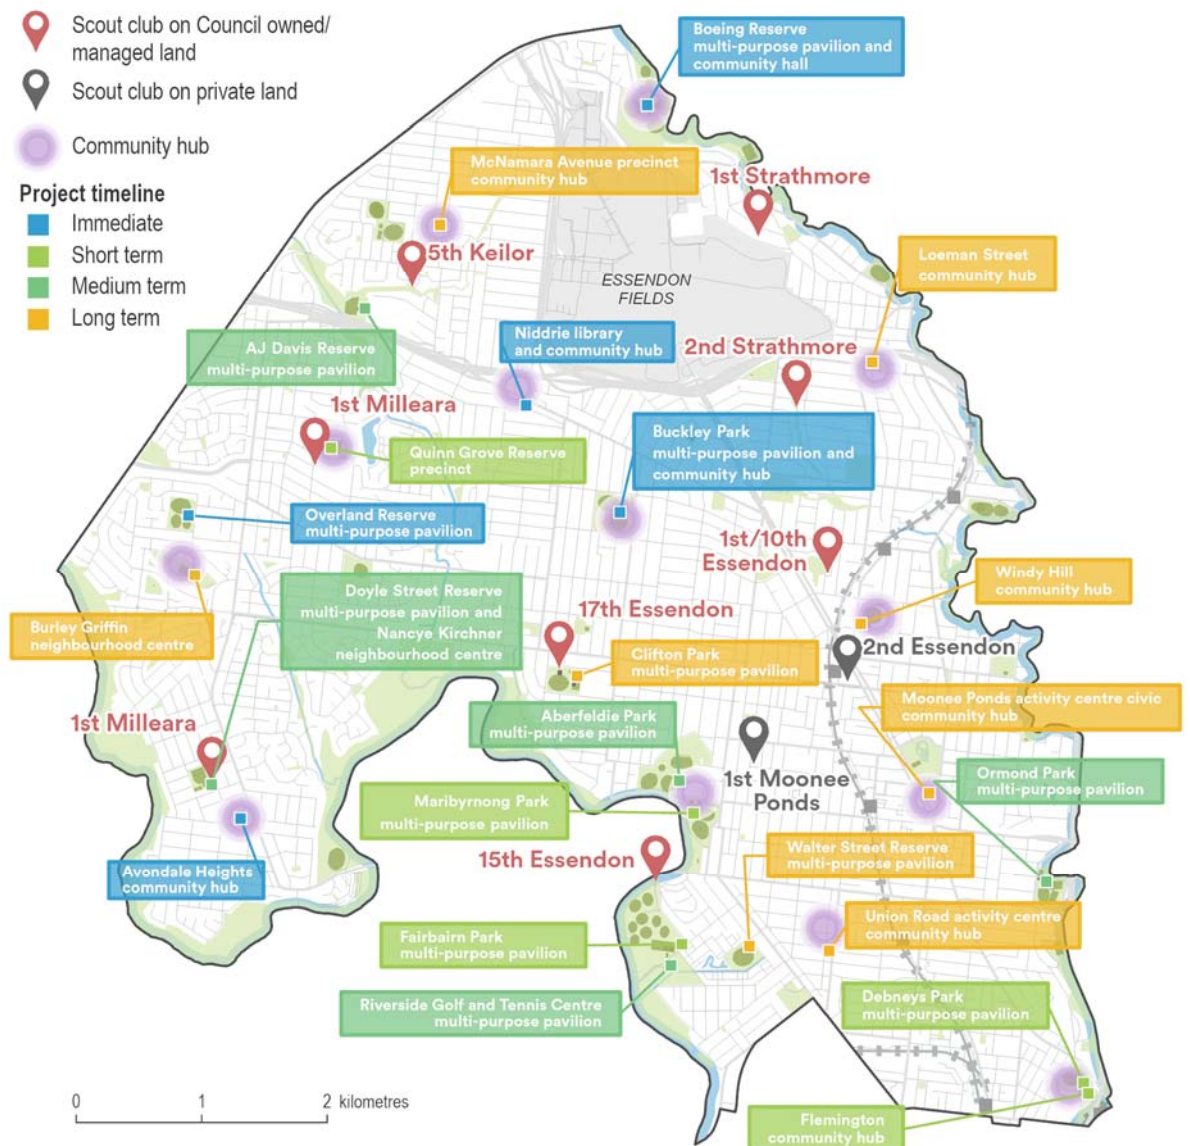 Scout club on Council owned/
managed land
Scout club on private land
Community hub
Project timeline
Immediate
Short term
Medium term
Long term
Boeing Reserve
multi-purpose pavilion and
community hall
McNamara Avenue precinct
community hub
1st Strathmore
5th Keilor
Loeman Street
community hub
ESSENDON
FIELDS
AJ Davis Reserve
multi-purpose pavilion
Niddrie library
and community hub
2nd Strathmore
1st Milleara
Quinn Grove Reserve
precinct
Buckley Park
multi-purpose pavilion and
community hub
Overland Reserve
multi-purpose pavilion
1st/10th
Essendon
Windy Hill
community hub
Doyle Street Reserve
multi-purpose pavilion and
Nancye Kirchner
neighbourhood centre
Burley Griffin
neighbourhood centre
17th Essendon
Clifton Park
multi-purpose pavilion
2nd Essendon
Moonee Ponds activity centre civic
community hub
1st Milleara
Aberfeldie Park
multi-purpose pavilion
1st Moonee
Ponds
Ormond Park
multi-purpose pavilion
Maribyrnong Park
multi-purpose pavilion
15th Essendon
Walter Street Reserve
multi-purpose pavilion
Avondale Heights
community hub
Union Road activity centre
community hub
Fairbairn Park
multi-purpose pavilion
Riverside Golf and Tennis Centre
multi-purpose pavilion
Debneys Park
multi-purpose pavilion
Flemington
community hub
0 1 2 kilometres